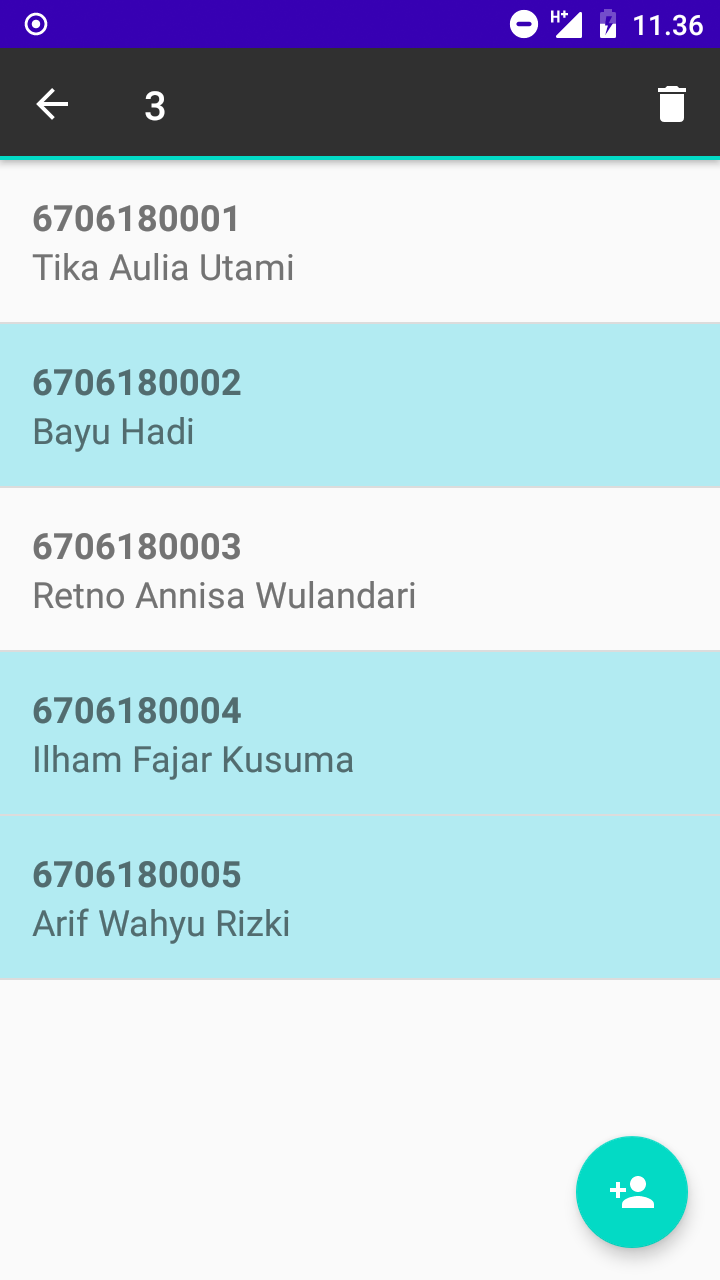 H+ 11.36
3
6706180001
Tika Aulia Utami
6706180002
Bayu Hadi
6706180003
Retno Annisa Wulandari
6706180004
Ilham Fajar Kusuma
6706180005
Arif Wahyu Rizki